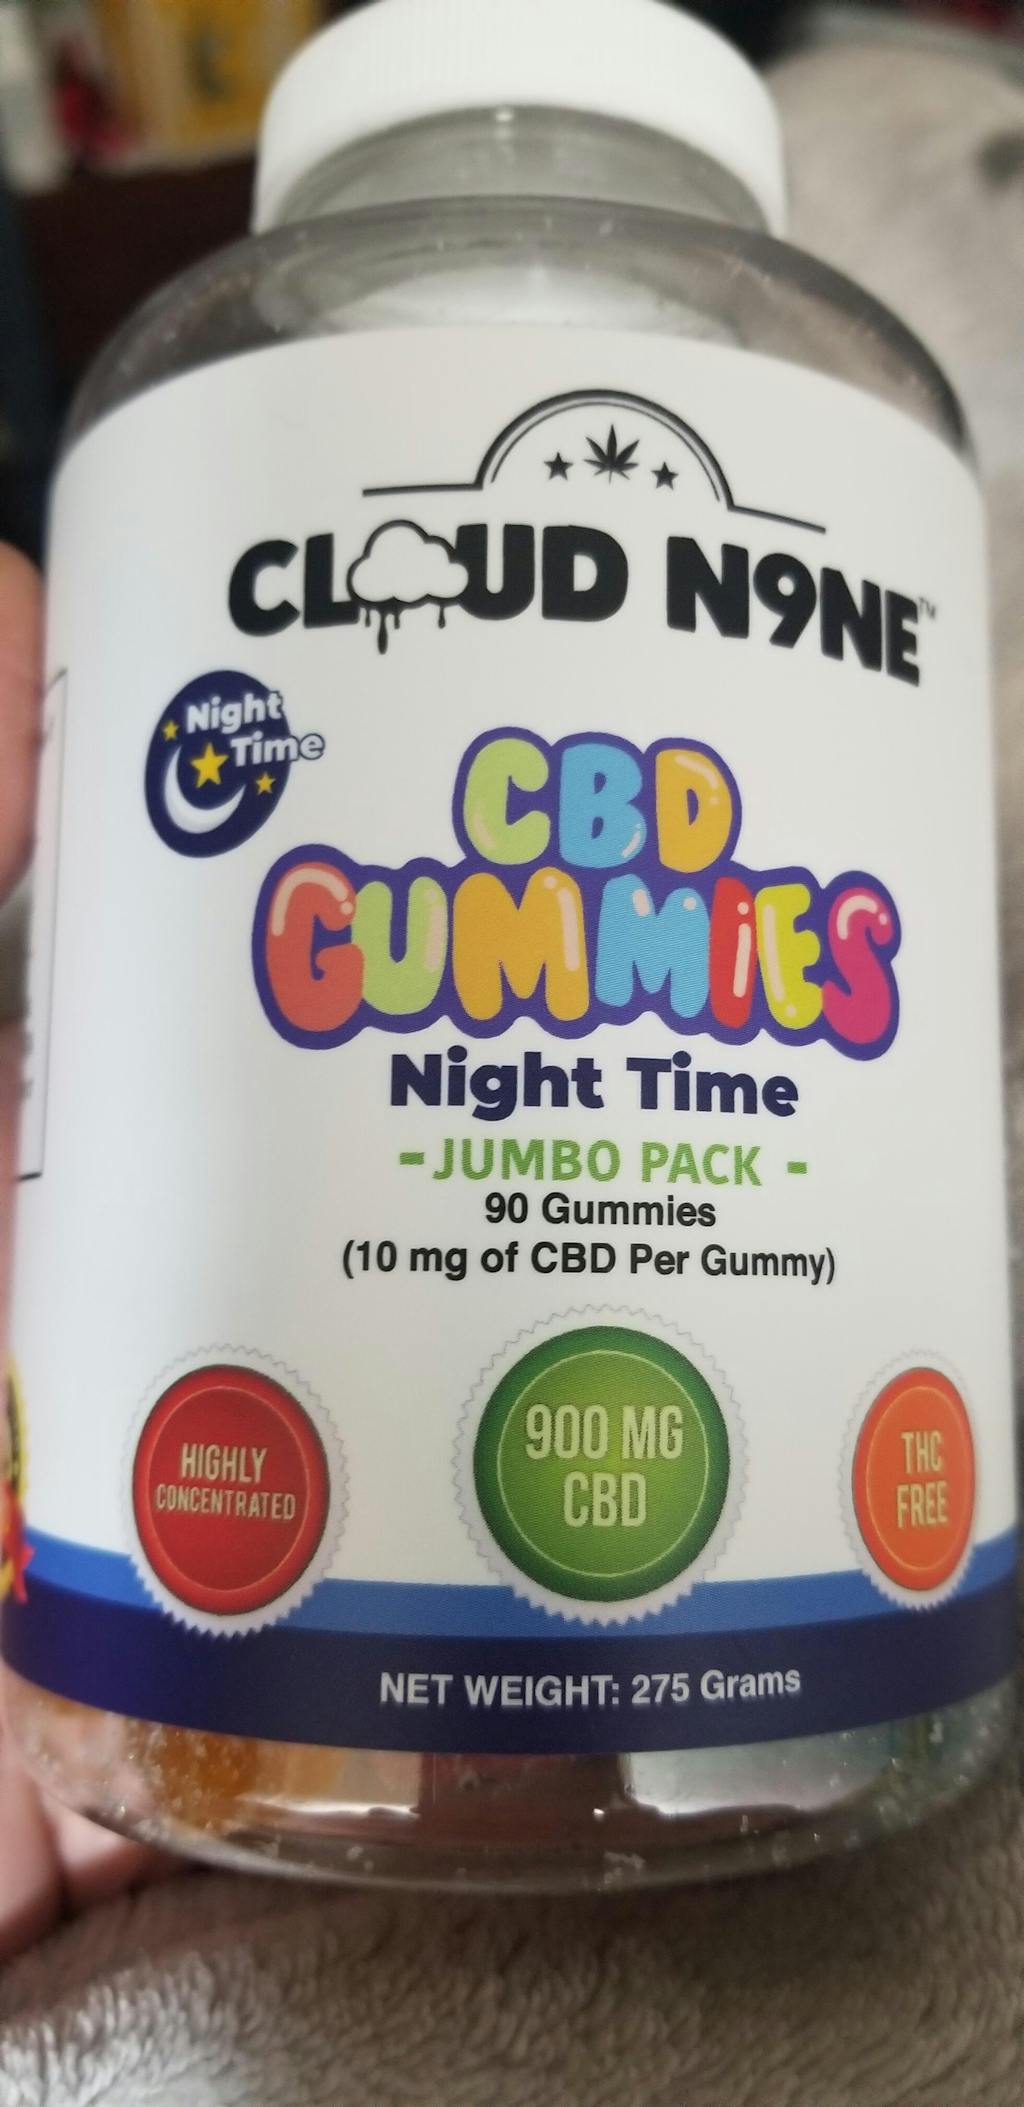 CLOUD N9NE™
Night
Time
CBD
GUMMIES
Night Time
-JUMBO PACK -
90 Gummies
(10 mg of CBD Per Gummy)
HIGHLY
CONCENTRATED
900 MG
CBD
THC
FREE
NET WEIGHT: 275 Grams